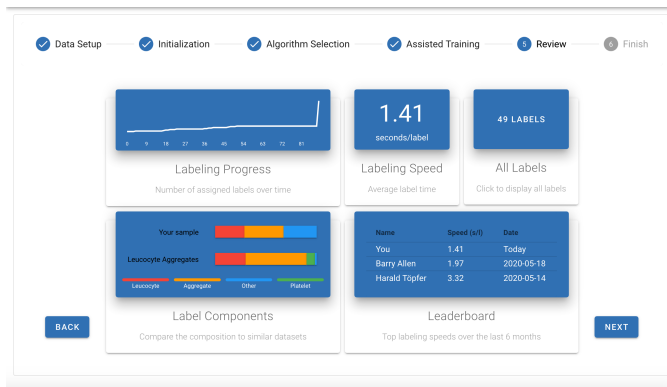 Data Setup Initialization Algorithm Selection Assisted Training 5 Review 6 Finish
0 9 18 27 36 45 54 63 72 81
Labeling Progress
Number of assigned labels over time
1.41
seconds/label
Labeling Speed
Average label time
49 LABELS
All Labels
Click to display all labels
Your sample
Leucocyte Aggregates
Leucocyte Aggregate Other Platelet
Label Components
Compare the composition to similar datasets
Name Speed (s/l) Date
You 1.41 Today
Barry Allen 1.97 2020-05-18
Harald Töpfer 3.32 2020-05-14
Leaderboard
Top labeling speeds over the last 6 months
BACK
NEXT